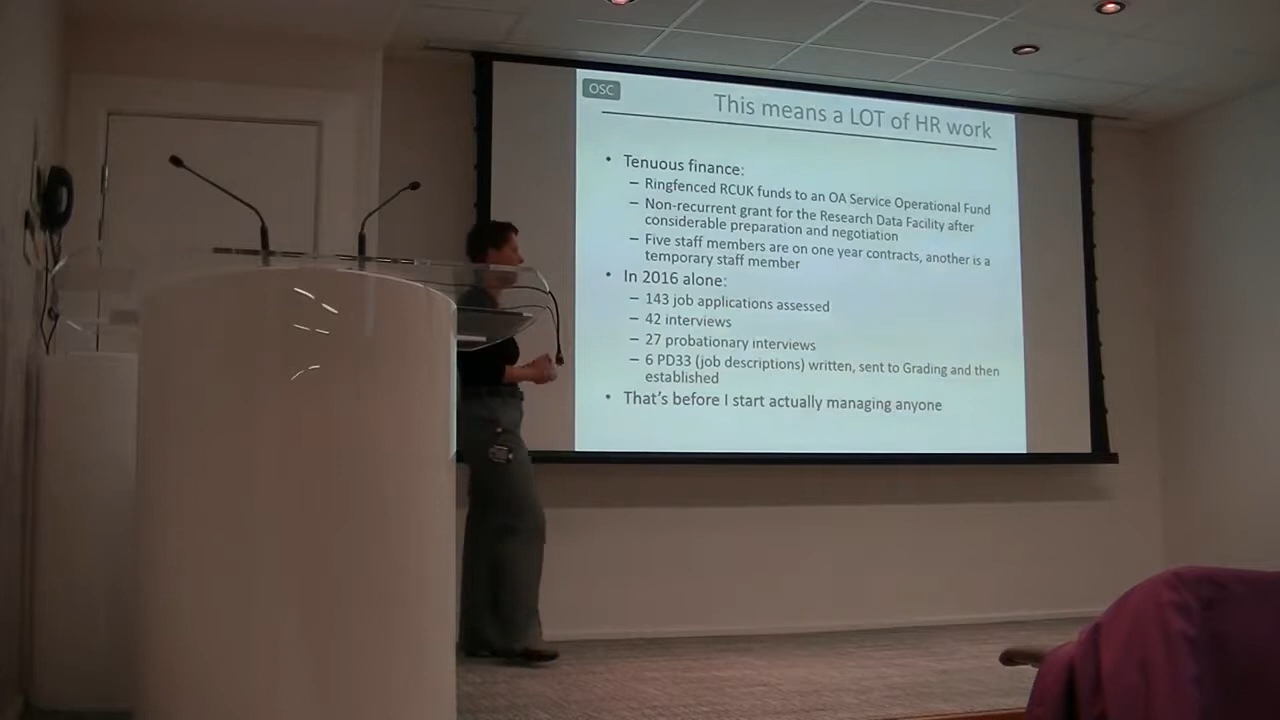 OSC
This means a LOT of HR work
• Tenuous finance:
– Ringfenced RCUK funds to an OA Service Operational Fund
– Non-recurrent grant for the Research Data Facility after
considerable preparation and negotiation
– Five staff members are on one year contracts, another is a
temporary staff member
• In 2016 alone:
– 143 job applications assessed
– 42 interviews
– 27 probationary interviews
– 6 PD33 (job descriptions) written, sent to Grading and then
established
• That's before I start actually managing anyone